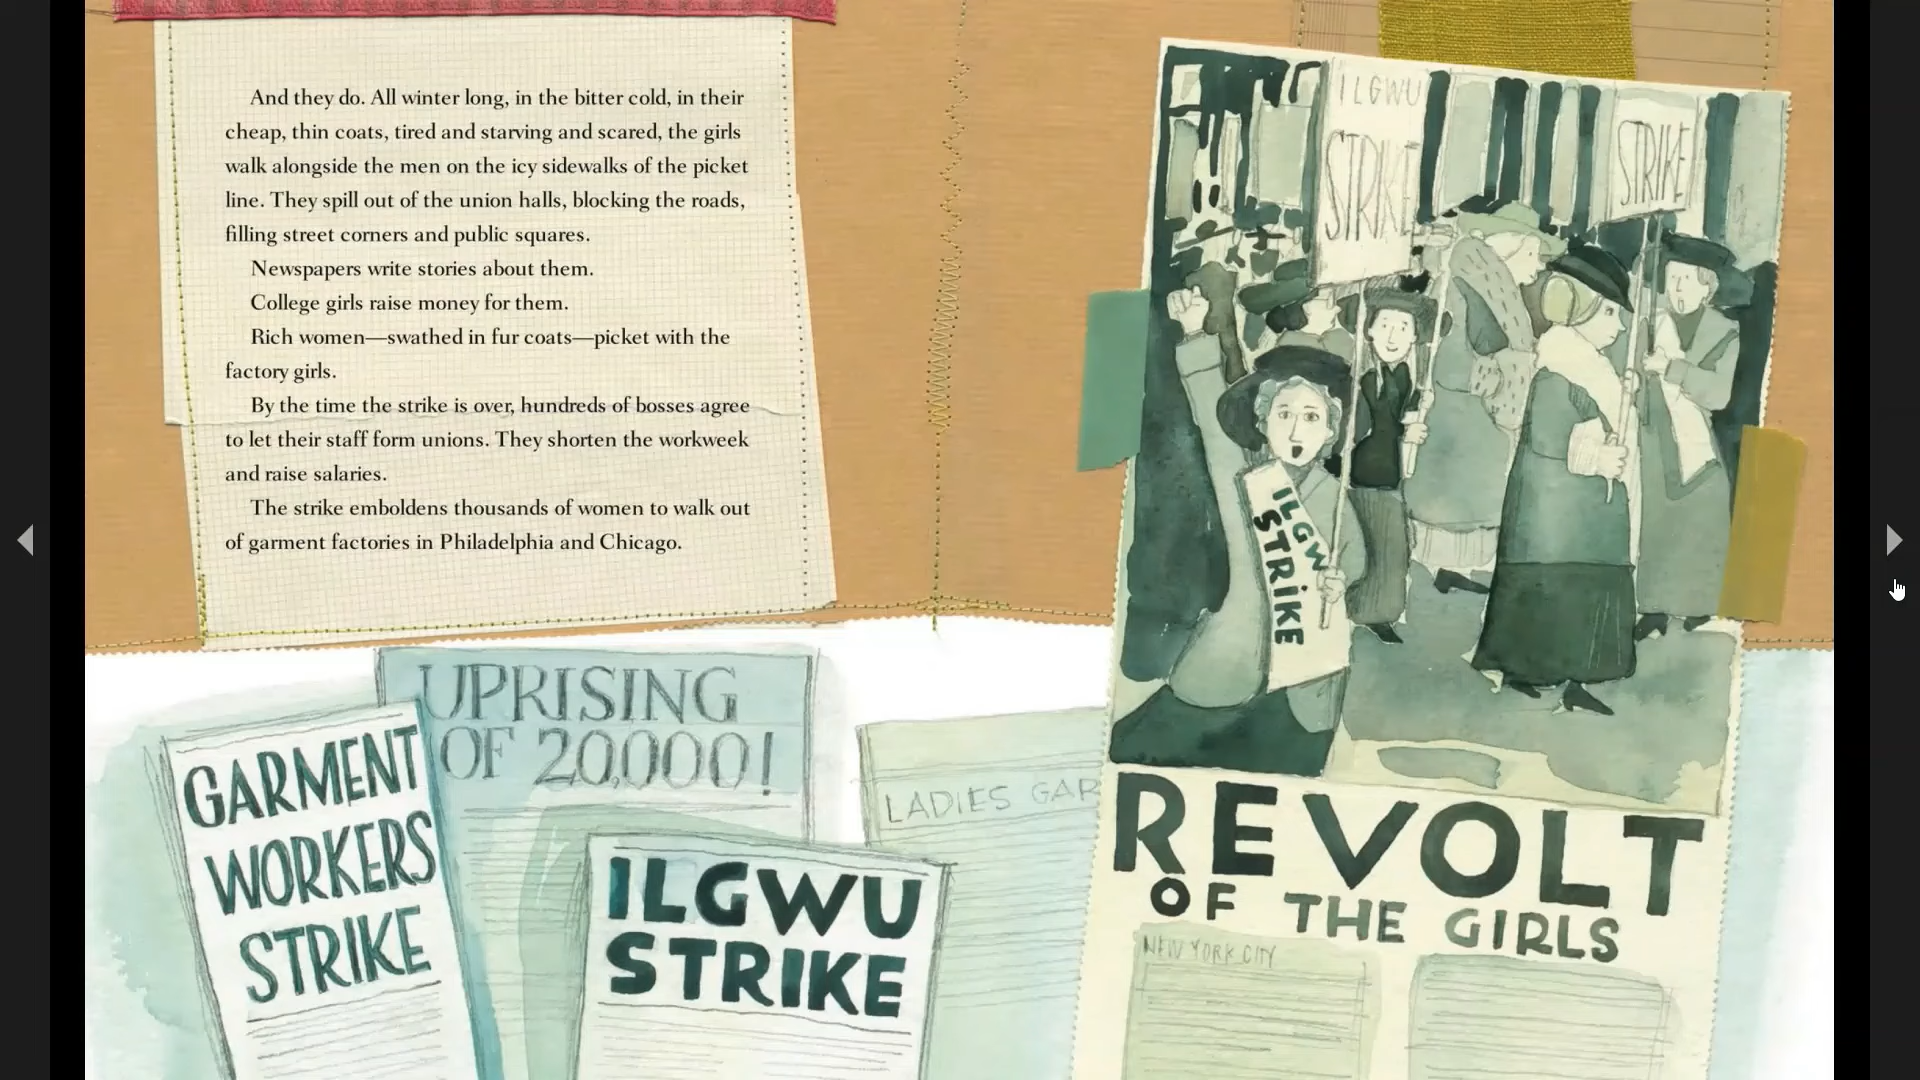 And they do. All winter long, in the bitter cold, in their
cheap, thin coats, tired and starving and scared, the girls
walk alongside the men on the icy sidewalks of the picket
line. They spill out of the union halls, blocking the roads,
filling street corners and public squares.
Newspapers write stories about them.
College girls raise money for them.
Rich women—swathed in fur coats—picket with the
factory girls.
By the time the strike is over, hundreds of bosses agree
to let their staff form unions. They shorten the workweek
and raise salaries.
The strike emboldens thousands of women to walk out
of garment factories in Philadelphia and Chicago.
UPRISING
OF 20,000!
GARMENT
WORKERS
STRIKE
ILGWU
STRIKE
LADIES GAR
ILGWU
STRIKE
STRIKE
ILGW
STRIKE
REVOLT
OF THE GIRLS
NEW YORK CITY